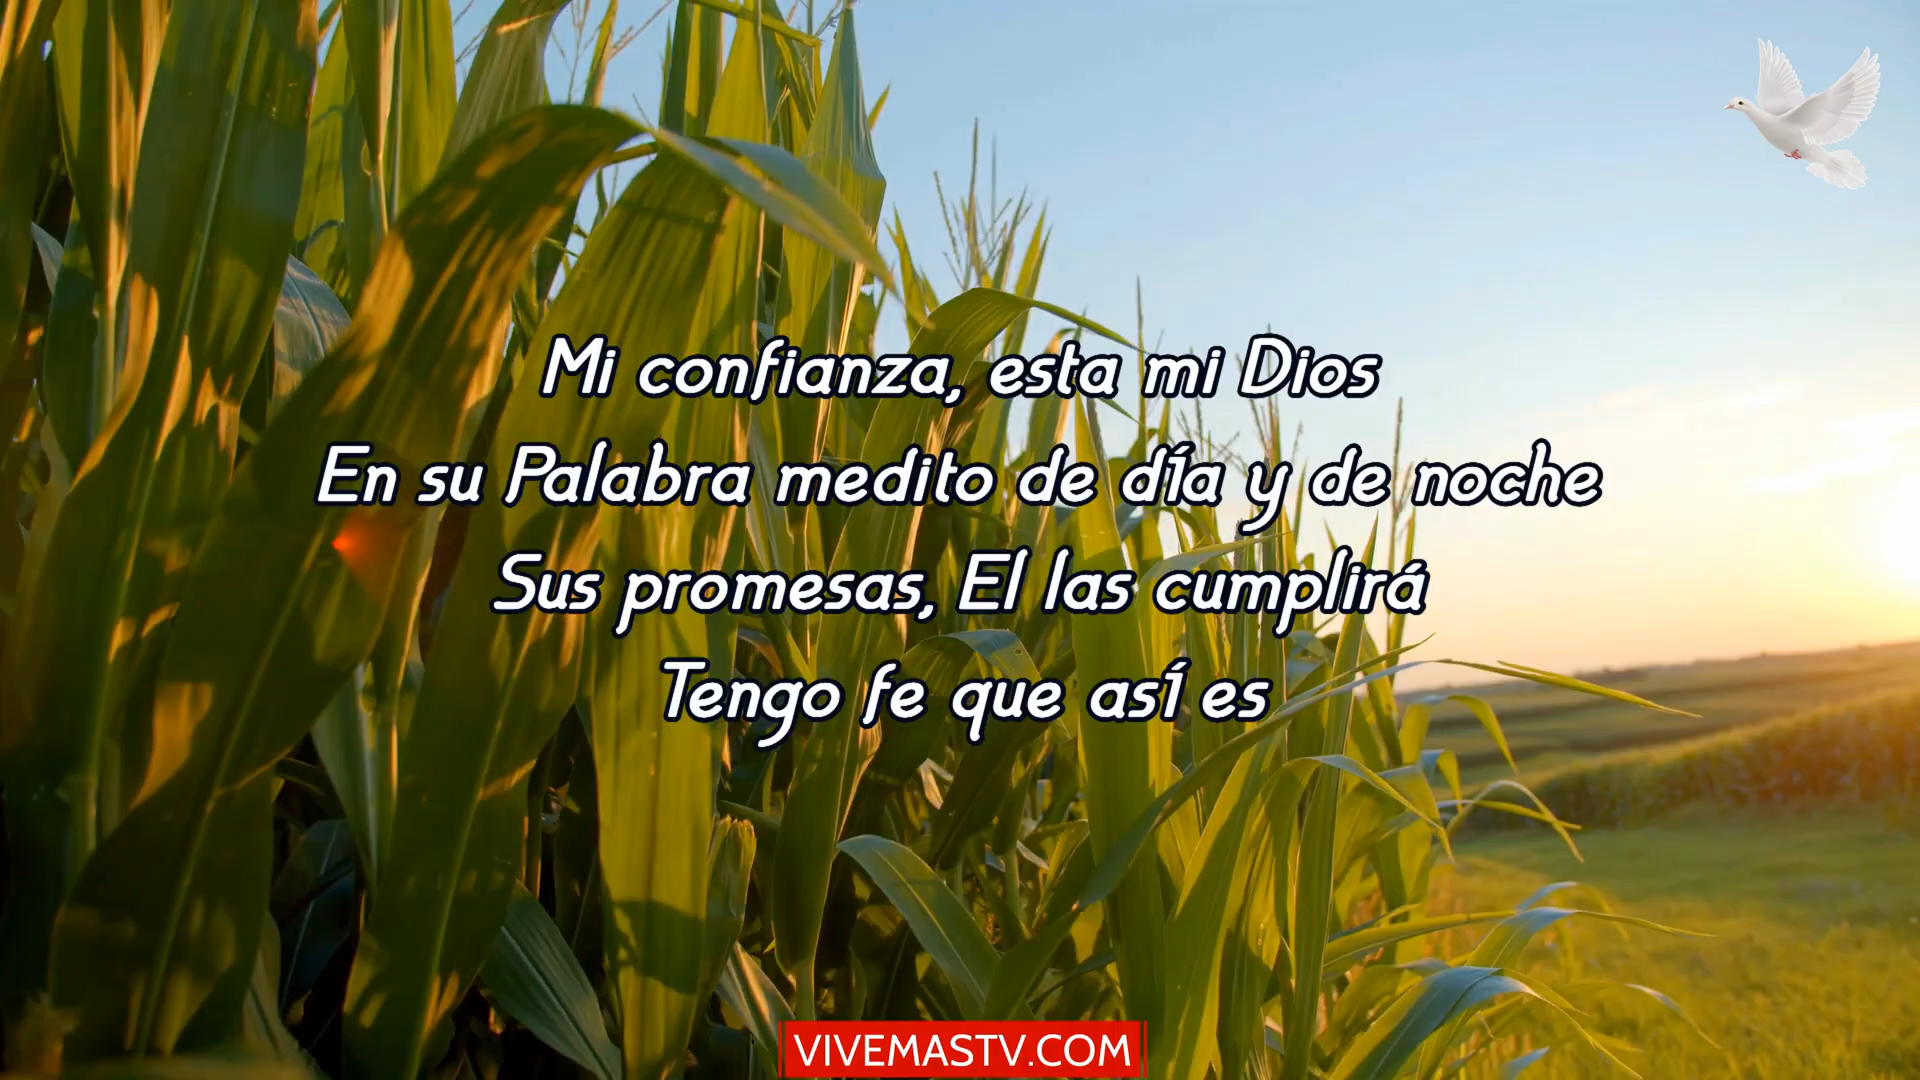 Mi confianza, esta mi Dios
En su Palabra medito de día y de noche
Sus promesas, El las cumplirá
Tengo fe que así es
VIVEMASTV.COM